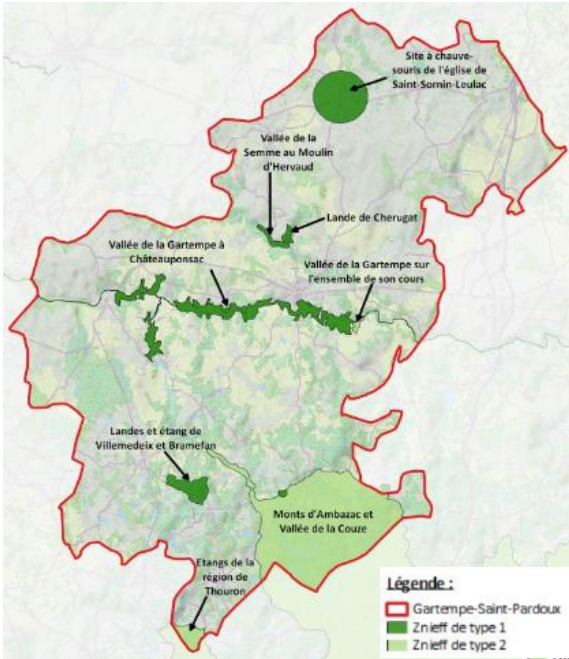 Site à chauve-
souris de l'église de
Saint-Sornin-Leulac
Vallée de la
Semme au Moulin
d'Hervaud
Lande de Cherugat
Vallée de la Gartempe à
Châteauponsac
Vallée de la Gartempe sur
l'ensemble de son cours
Landes et étang de
Villemedeix et Bramefan
Monts d'Ambazac et
Vallée de la Couze
Etangs de la
région de
Thouron
Légende :
Gartempe-Saint-Pardoux
Znieff de type 1
Znieff de type 2